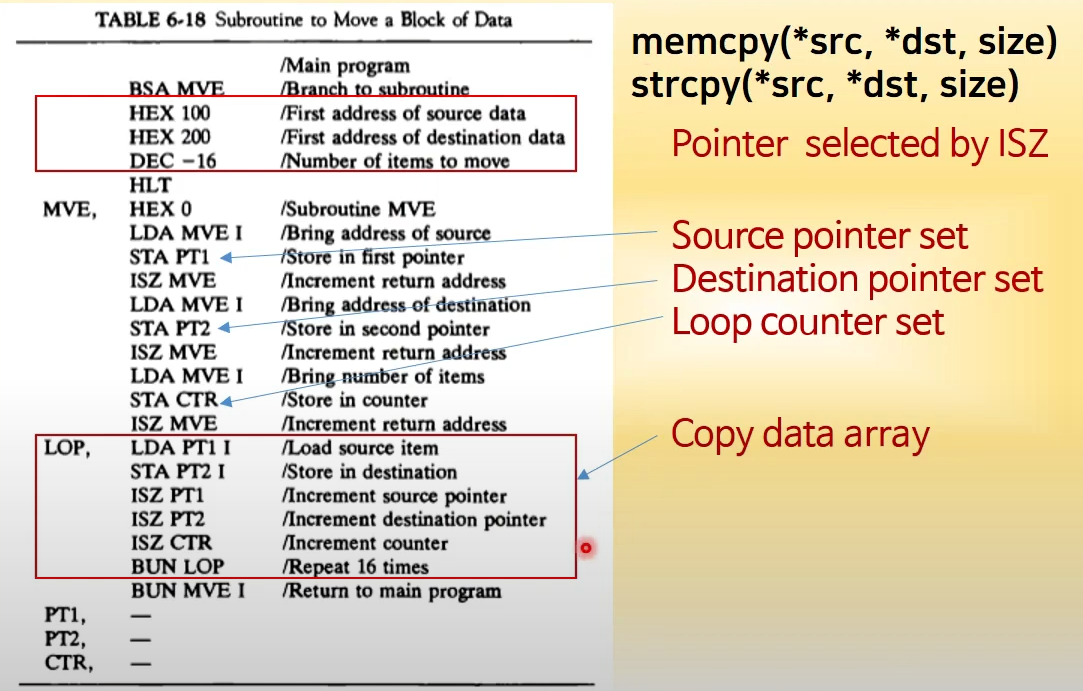 TABLE 6-18 Subroutine to Move a Block of Data
/Main program
BSA MVE /Branch to subroutine
HEX 100 /First address of source data
HEX 200 /First address of destination data
DEC −16 /Number of items to move
HLT
MVE, HEX 0 /Subroutine MVE
LDA MVE I /Bring address of source
STA PT1 /Store in first pointer
ISZ MVE /Increment return address
LDA MVE I /Bring address of destination
STA PT2 /Store in second pointer
ISZ MVE /Increment return address
LDA MVE I /Bring number of items
STA CTR /Store in counter
ISZ MVE /Increment return address
LOP, LDA PT1 I /Load source item
STA PT2 I /Store in destination
ISZ PT1 /Increment source pointer
ISZ PT2 /Increment destination pointer
ISZ CTR /Increment counter
BUN LOP /Repeat 16 times
BUN MVE I /Return to main program
PT1, —
PT2, —
CTR, —
memcpy(*src, *dst, size)
strcpy(*src, *dst, size)
Pointer selected by ISZ
Source pointer set
Destination pointer set
Loop counter set
Copy data array